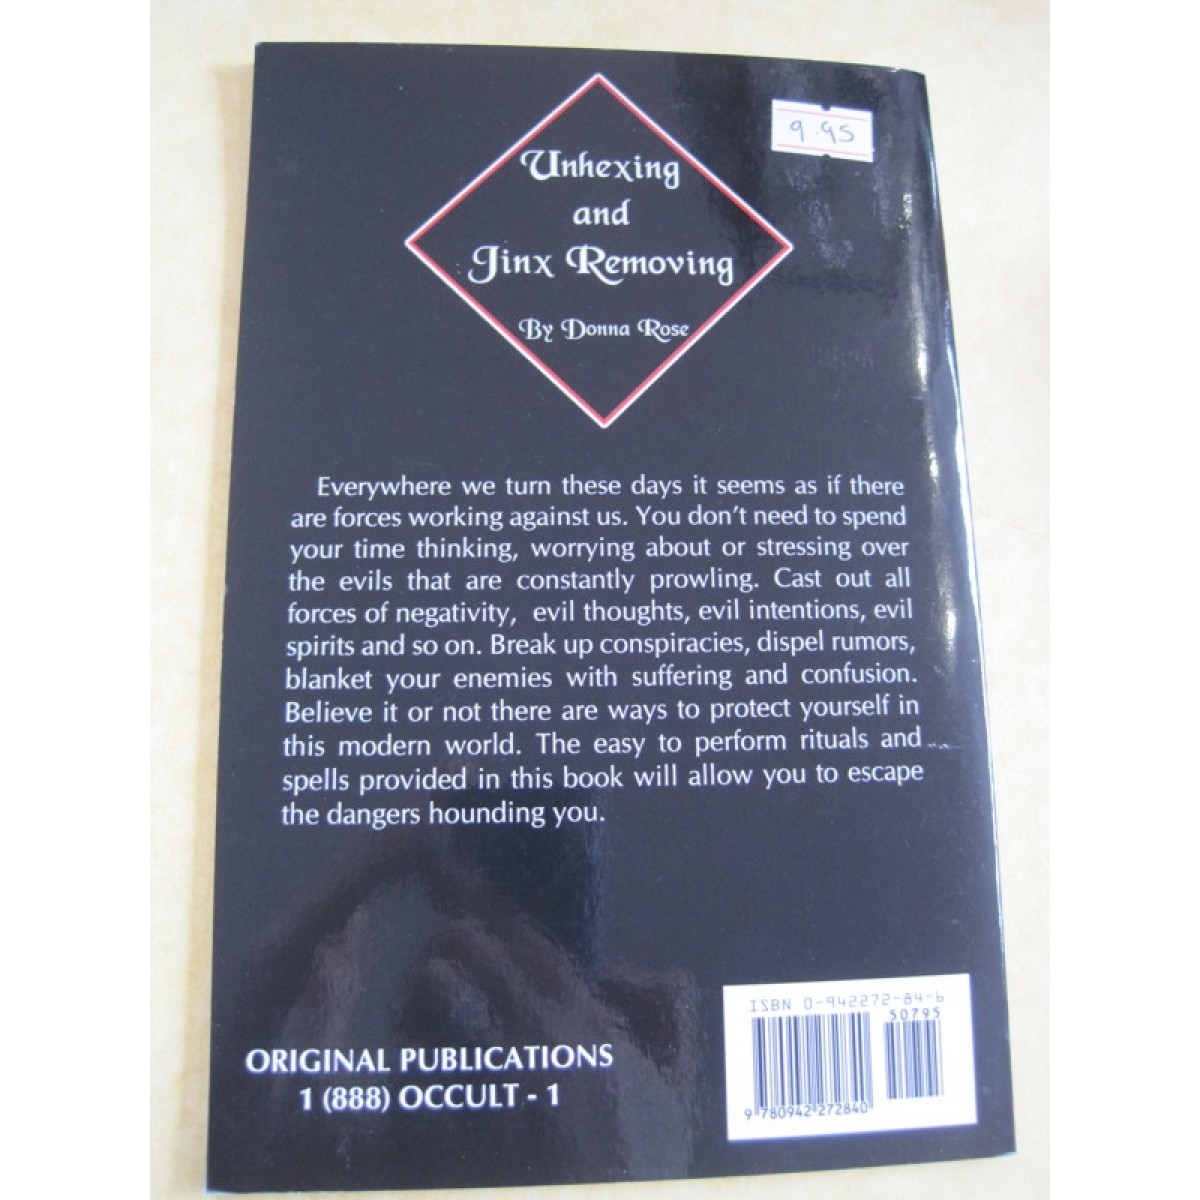 9.95
Unhexing
and
Jinx Removing
By Donna Rose
Everywhere we turn these days it seems as if there
are forces working against us. You don't need to spend
your time thinking, worrying about or stressing over
the evils that are constantly prowling. Cast out all
forces of negativity, evil thoughts, evil intentions, evil
spirits and so on. Break up conspiracies, dispel rumors,
blanket your enemies with suffering and confusion.
Believe it or not there are ways to protect yourself in
this modern world. The easy to perform rituals and
spells provided in this book will allow you to escape
the dangers hounding you.
ORIGINAL PUBLICATIONS
1 (888) OCCULT - 1
ISBN 0-942272-84-6
50795
9 780942 272840